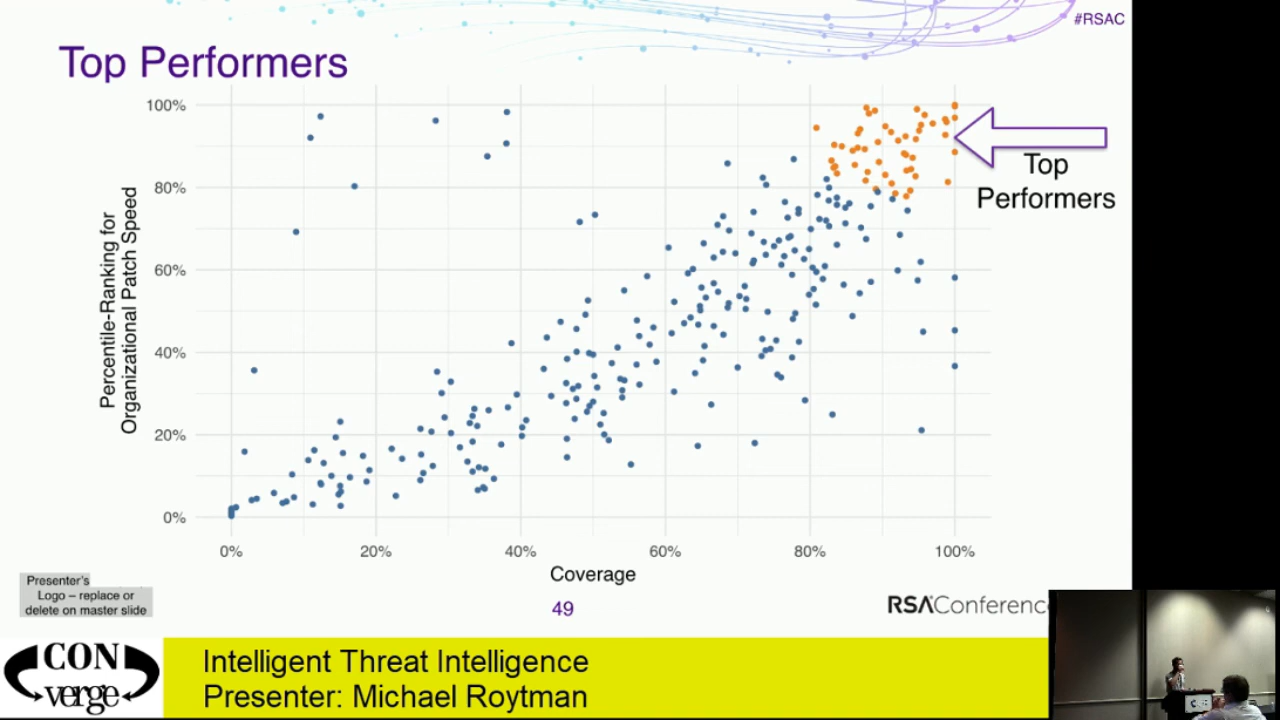 #RSAC
Top Performers
100%
80%
60%
40%
20%
0%
Percentile-Ranking for
Organizational Patch Speed
Top
Performers
0%
20%
40%
60%
80%
100%
Coverage
Presenter's
Logo – replace or
delete on master slide
49
RSAConference
CON
verge
Intelligent Threat Intelligence
Presenter: Michael Roytman